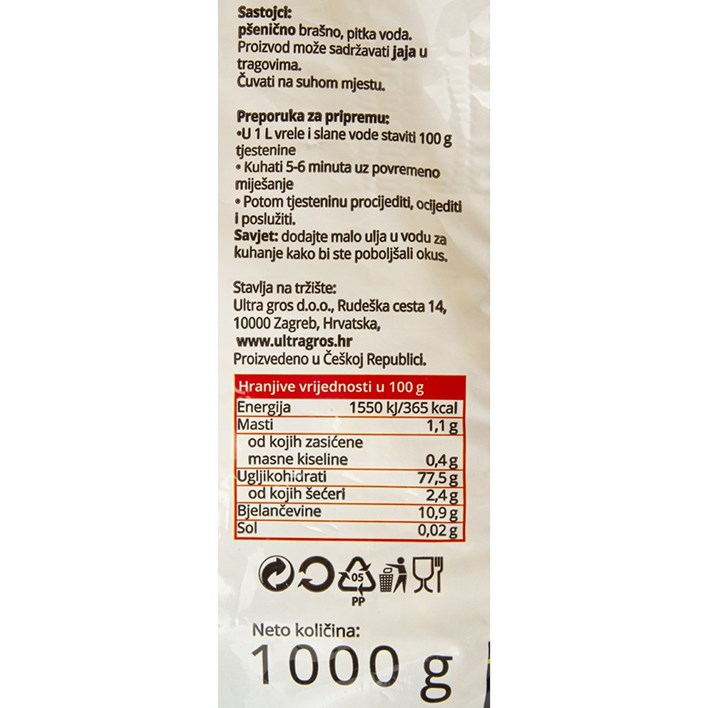 Sastojci:
pšenično brašno, pitka voda.
Proizvod može sadržavati jaja u
tragovima.
Čuvati na suhom mjestu.
Preporuka za pripremu:
•U 1 L vrele i slane vode staviti 100 g
tjestenine
• Kuhati 5-6 minuta uz povremeno
miješanje
• Potom tjesteninu procijediti, ocijediti
i poslužiti.
Savjet: dodajte malo ulja u vodu za
kuhanje kako bi ste poboljšali okus.
Stavlja na tržište:
Ultra gros d.o.o., Rudeška cesta 14,
10000 Zagreb, Hrvatska,
www.ultragros.hr
Proizvedeno u Češkoj Republici.
Hranjive vrijednosti u 100 g
Energija 1550 kJ/365 kcal
Masti 1,1 g
od kojih zasićene
masne kiseline 0,4 g
Ugljikohidrati 77,5 g
od kojih šećeri 2,4 g
Bjelančevine 10,9 g
Sol 0,02 g
05
PP
Neto količina:
1000 g